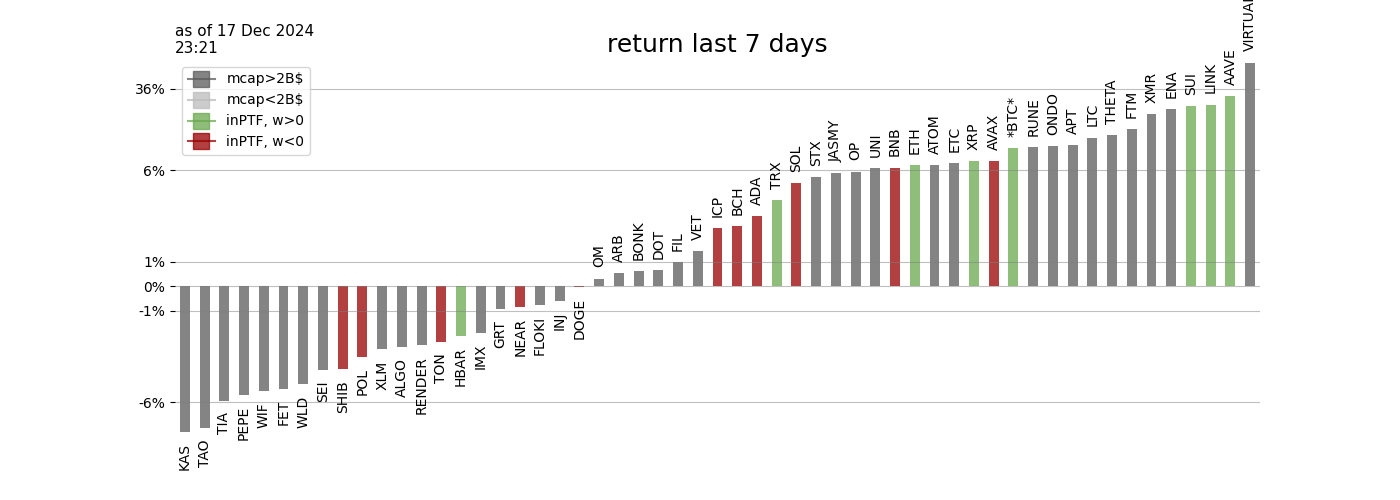 as of 17 Dec 2024
23:21
return last 7 days
mcap>2B$
mcap<2B$
inPTF, w>0
inPTF, w<0
36%
6%
1%
0%
-1%
-6%
KAS
TAO
TIA
PEPE
WIF
FET
WLD
SEI
SHIB
POL
XLM
ALGO
RENDER
TON
HBAR
IMX
GRT
NEAR
FLOKI
INJ
DOGE
OM
ARB
BONK
DOT
FIL
VET
ICP
BCH
ADA
TRX
SOL
STX
JASMY
OP
UNI
BNB
ETH
ATOM
ETC
XRP
AVAX
*BTC*
RUNE
ONDO
APT
LTC
THETA
FTM
XMR
ENA
SUI
LINK
AAVE
VIRTUAL